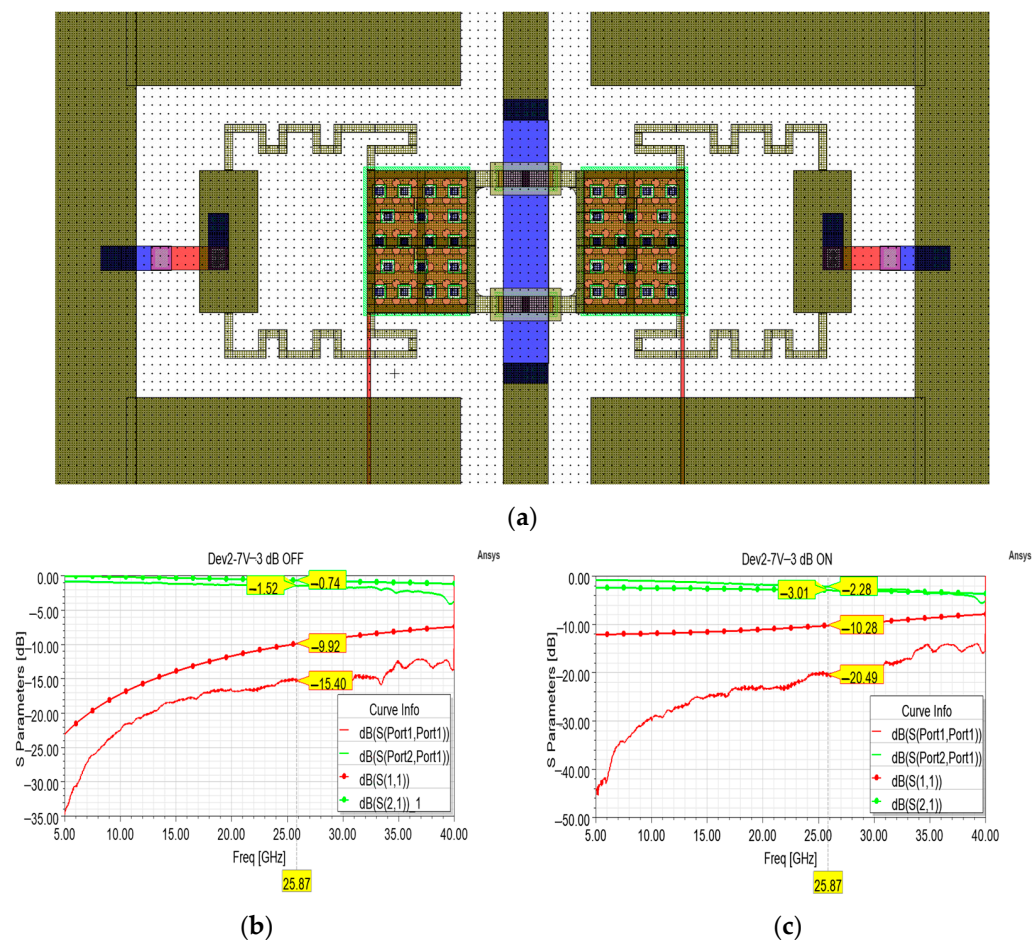 (a)
Dev2-7V–3 dB OFF
Ansys
S Parameters [dB]
0.00
–5.00
–10.00
–15.00
–20.00
–25.00
–30.00
–35.00
–1.52
–0.74
–9.92
–15.40
Curve Info
dB(S(Port1,Port1))
dB(S(Port2,Port1))
dB(S(1,1))
dB(S(2,1))_1
5.00 10.00 15.00 20.00 25.00 30.00 35.00 40.00
Freq [GHz]
25.87
(b)
Dev2-7V–3 dB ON
Ansys
S Parameters [dB]
0.00
–10.00
–20.00
–30.00
–40.00
–50.00
–3.01
–2.28
–10.28
–20.49
Curve Info
dB(S(Port1,Port1))
dB(S(Port2,Port1))
dB(S(1,1))
dB(S(2,1))
5.00 10.00 15.00 20.00 25.00 30.00 35.00 40.00
Freq [GHz]
25.87
(c)